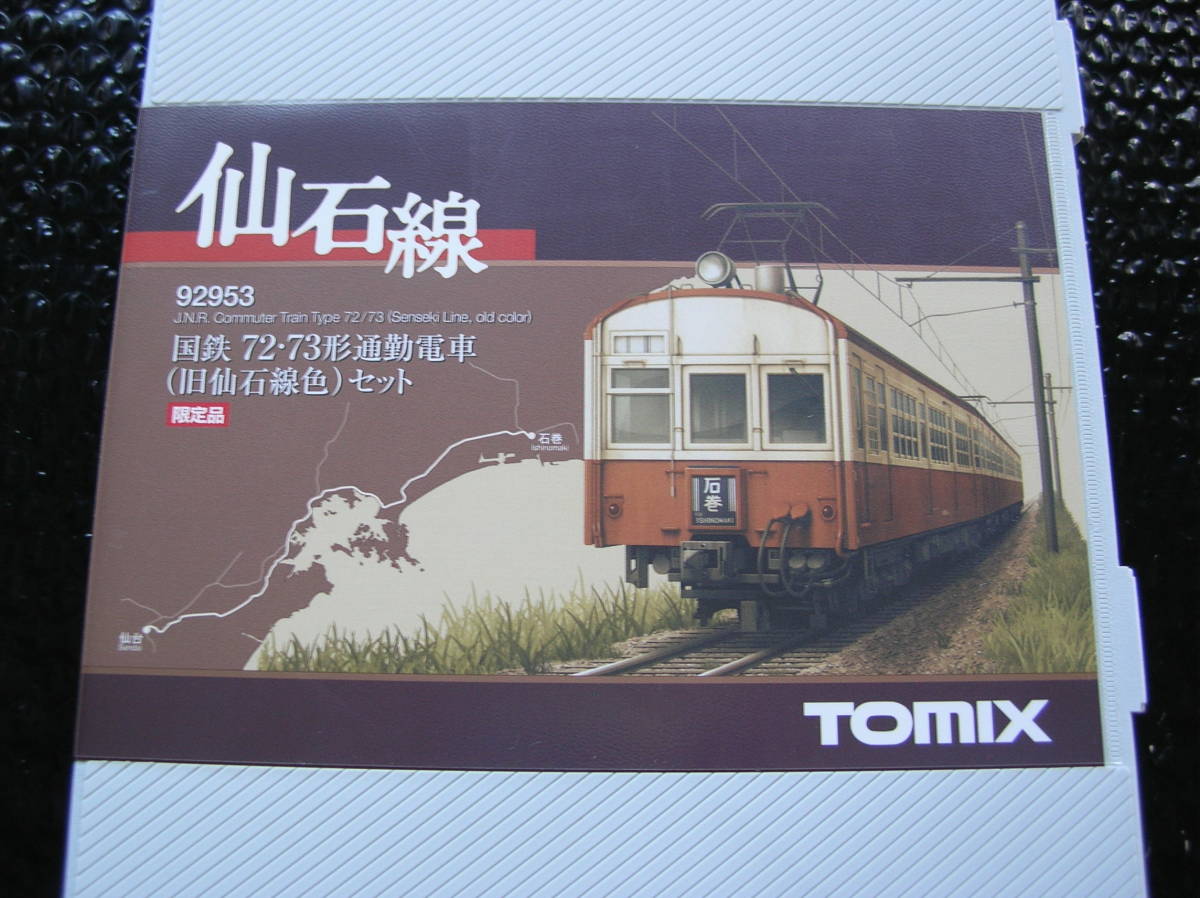 仙石線
92953
J.N.R. Commuter Train Type 72/73 (Senseki Line, old color)
国鉄 72・73形通勤電車
(旧仙石線色)セット
限定品
石巻
Ishinomaki
石巻
ISHINOMAKI
仙台
Sendai
TOMIX